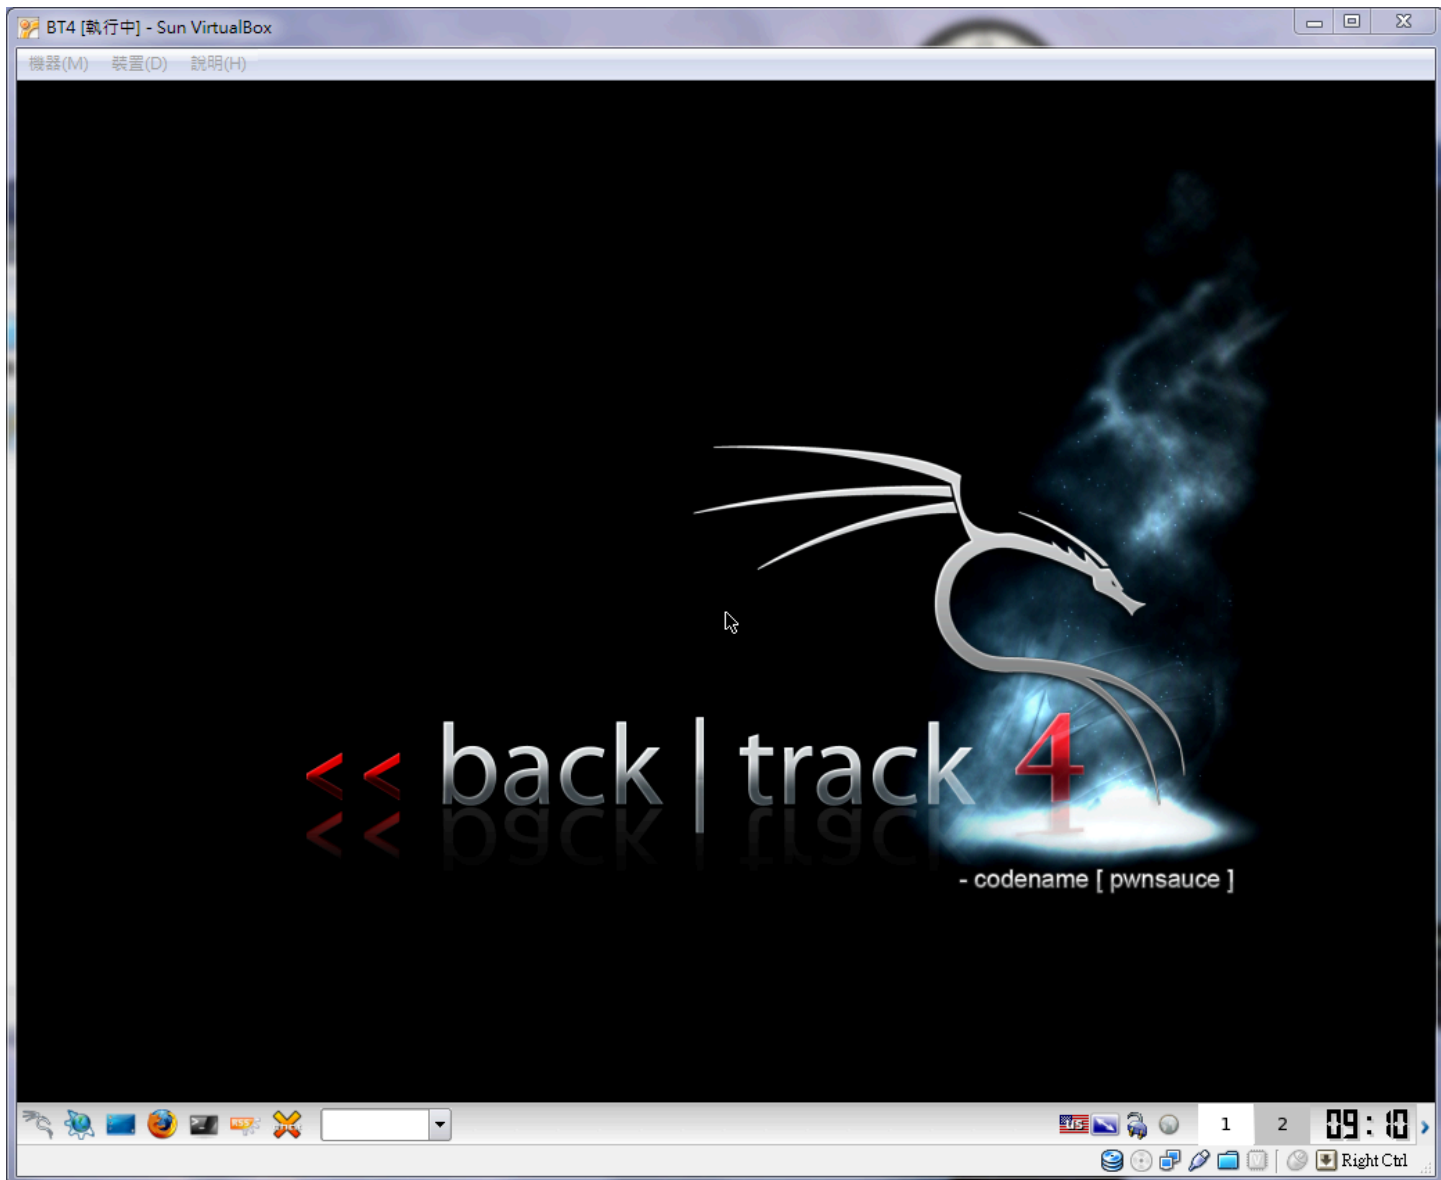 BT4 [執行中] - Sun VirtualBox
機器(M) 裝置(D) 說明(H)
<< back | track 4
- codename [ pwnsauce ]
US 1 2 09:10
Right Ctrl